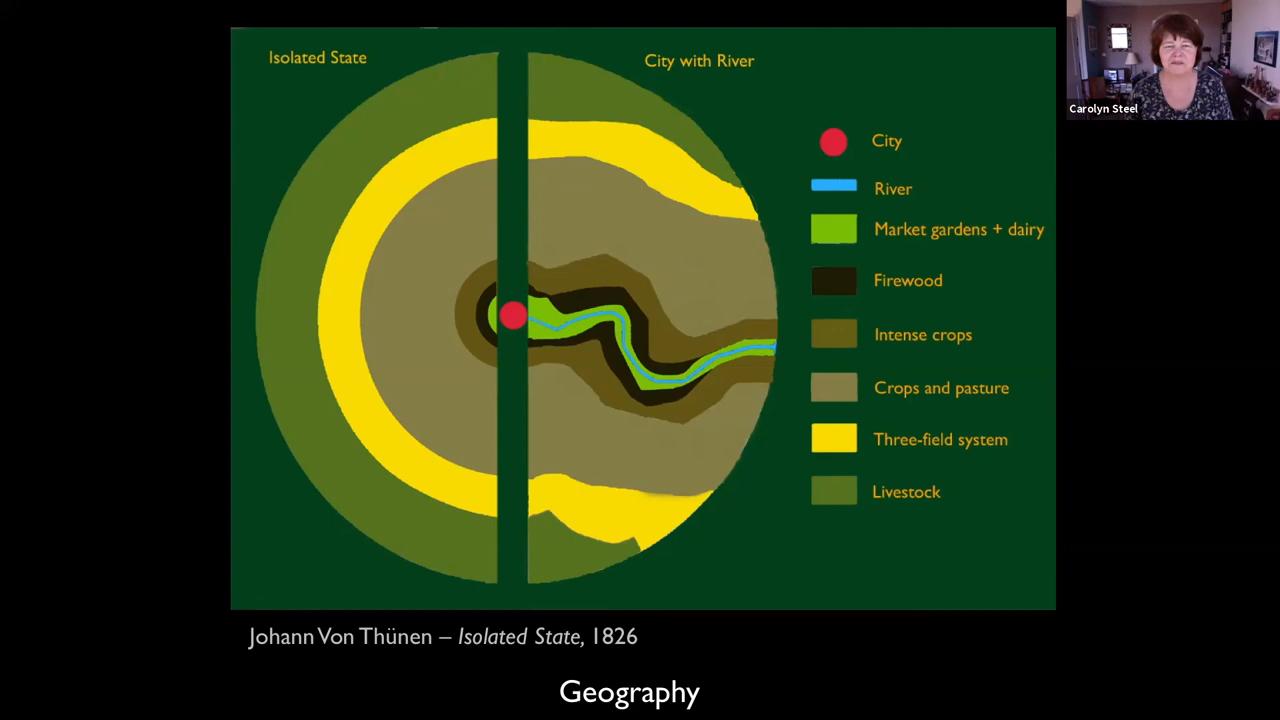 Isolated State
City with River
City
River
Market gardens + dairy
Firewood
Intense crops
Crops and pasture
Three-field system
Livestock
Johann Von Thünen – Isolated State, 1826
Geography
Carolyn Steel